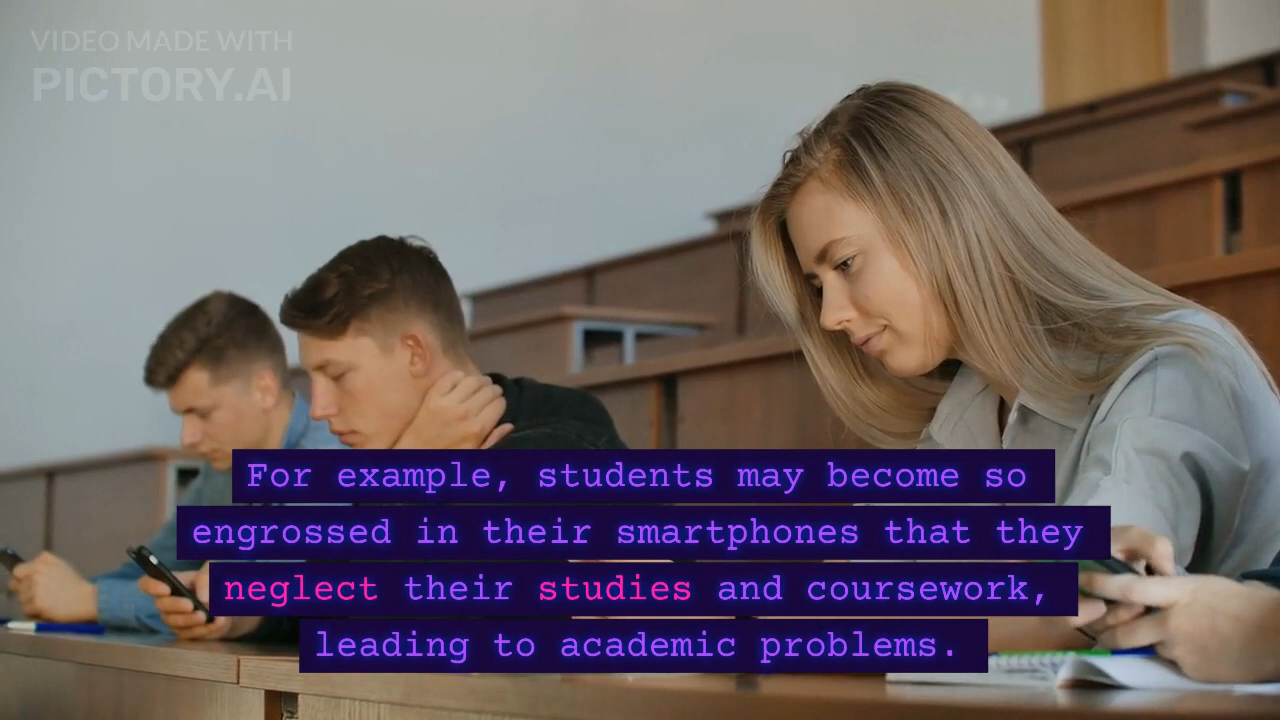 VIDEO MADE WITH
PICTORY.AI
For example, students may become so
engrossed in their smartphones that they
neglect their studies and coursework,
leading to academic problems.